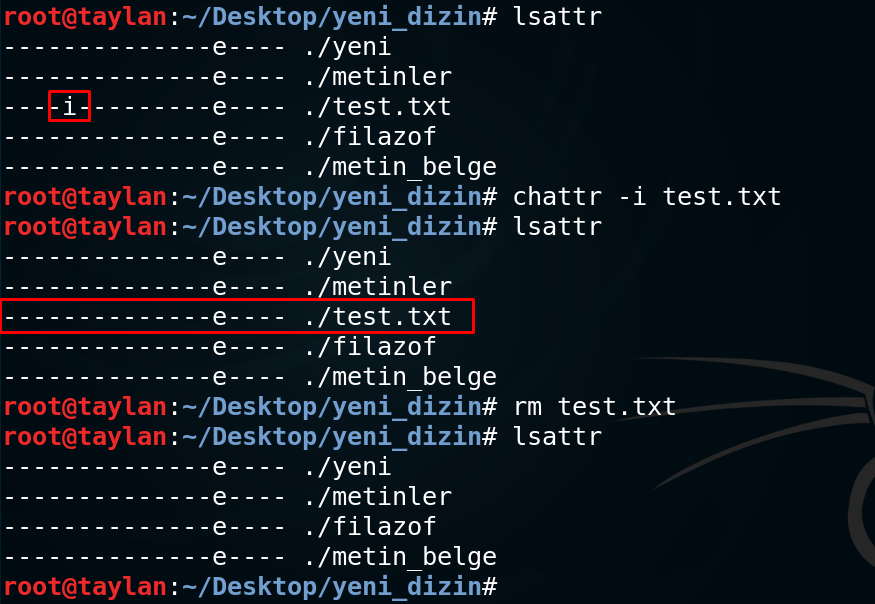 root@taylan:~/Desktop/yeni_dizin# lsattr
--------------e---- ./yeni
--------------e---- ./metinler
----i---------e---- ./test.txt
--------------e---- ./filazof
--------------e---- ./metin_belge
root@taylan:~/Desktop/yeni_dizin# chattr -i test.txt
root@taylan:~/Desktop/yeni_dizin# lsattr
--------------e---- ./yeni
--------------e---- ./metinler
--------------e---- ./test.txt
--------------e---- ./filazof
--------------e---- ./metin_belge
root@taylan:~/Desktop/yeni_dizin# rm test.txt
root@taylan:~/Desktop/yeni_dizin# lsattr
--------------e---- ./yeni
--------------e---- ./metinler
--------------e---- ./filazof
--------------e---- ./metin_belge
root@taylan:~/Desktop/yeni_dizin#